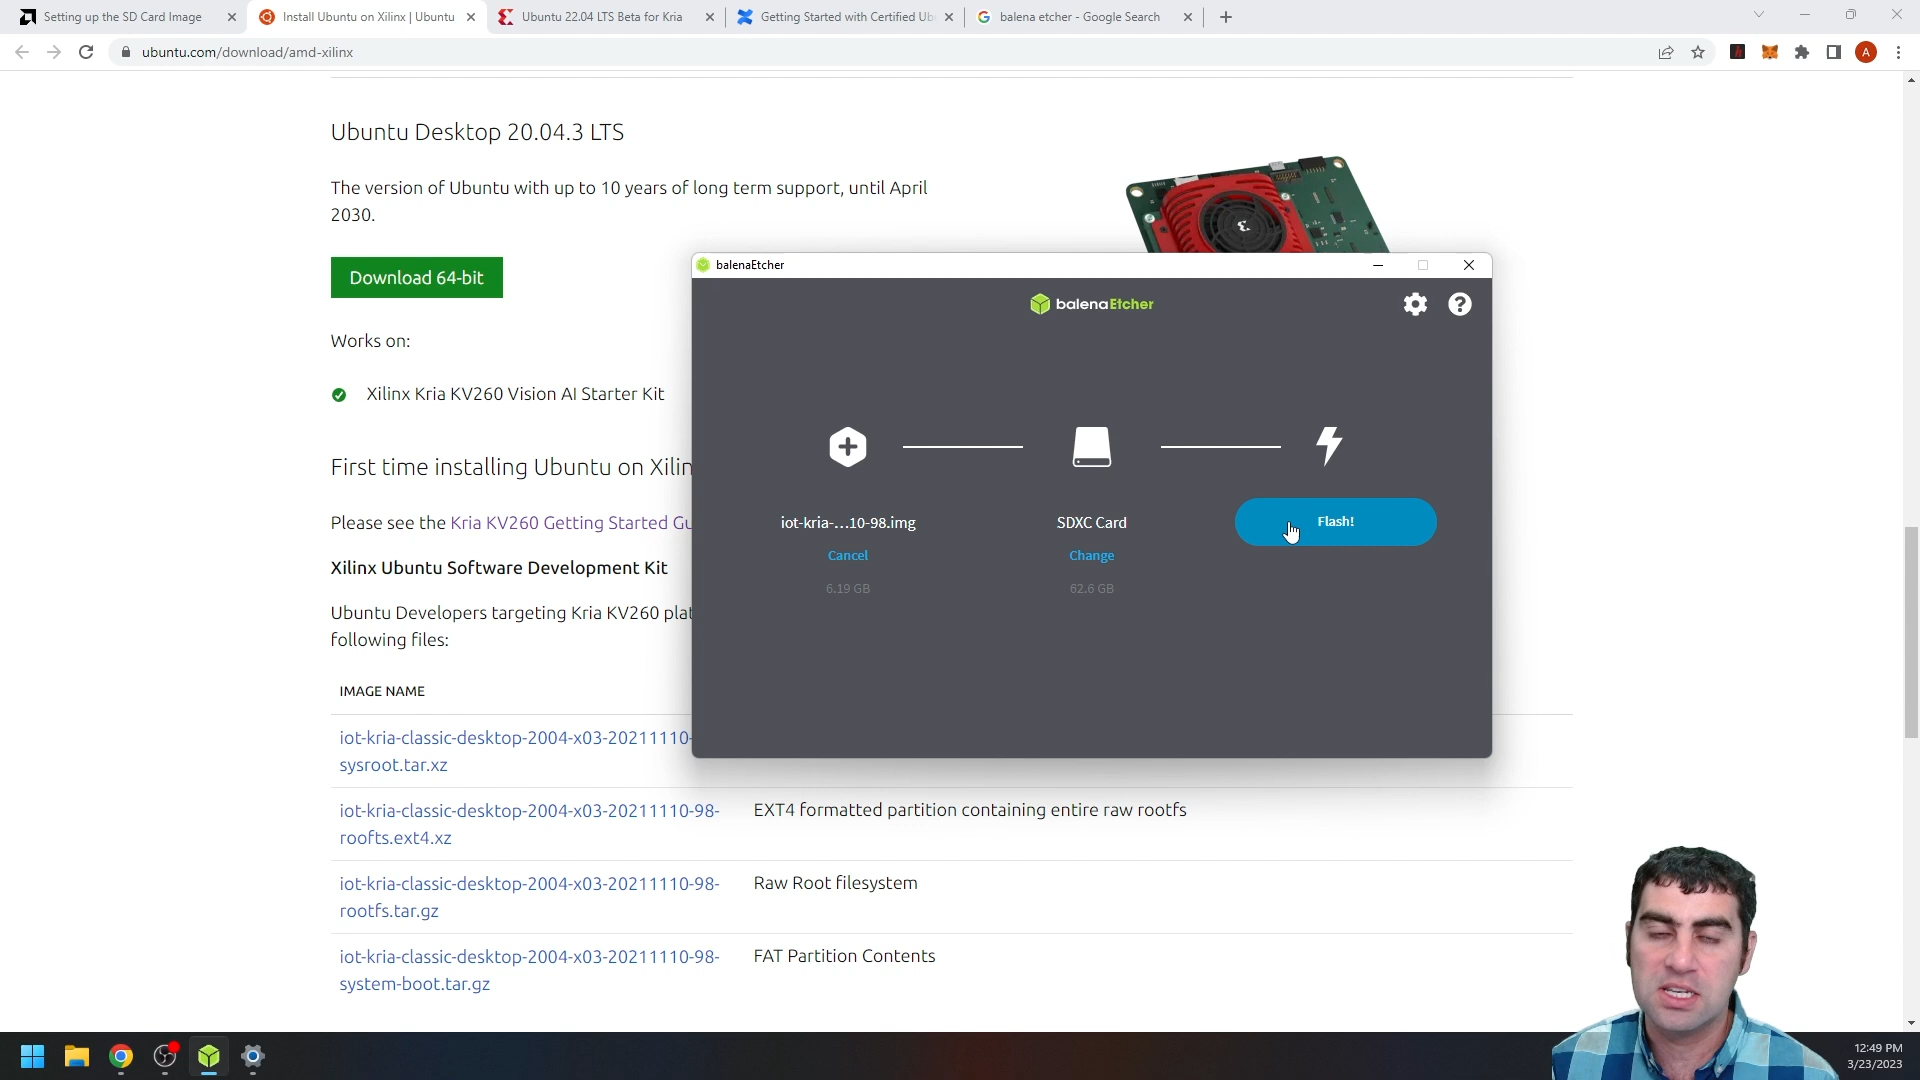 Setting up the SD Card Image
Install Ubuntu on Xilinx | Ubuntu
Ubuntu 22.04 LTS Beta for Kria
Getting Started with Certified Ub
balena etcher - Google Search
ubuntu.com/download/amd-xilinx
A
Ubuntu Desktop 20.04.3 LTS
The version of Ubuntu with up to 10 years of long term support, until April
2030.
Download 64-bit
Works on:
Xilinx Kria KV260 Vision AI Starter Kit
First time installing Ubuntu on Xilin
Please see the Kria KV260 Getting Started Gu
Xilinx Ubuntu Software Development Kit
Ubuntu Developers targeting Kria KV260 plat
following files:
IMAGE NAME
iot-kria-classic-desktop-2004-x03-20211110-
sysroot.tar.xz
iot-kria-classic-desktop-2004-x03-20211110-98-
roofts.ext4.xz
EXT4 formatted partition containing entire raw rootfs
iot-kria-classic-desktop-2004-x03-20211110-98-
rootfs.tar.gz
Raw Root filesystem
iot-kria-classic-desktop-2004-x03-20211110-98-
system-boot.tar.gz
FAT Partition Contents
balenaEtcher
balenaEtcher
iot-kria-...10-98.img
Cancel
6.19 GB
SDXC Card
Change
62.6 GB
Flash!
12:49 PM
3/23/2023